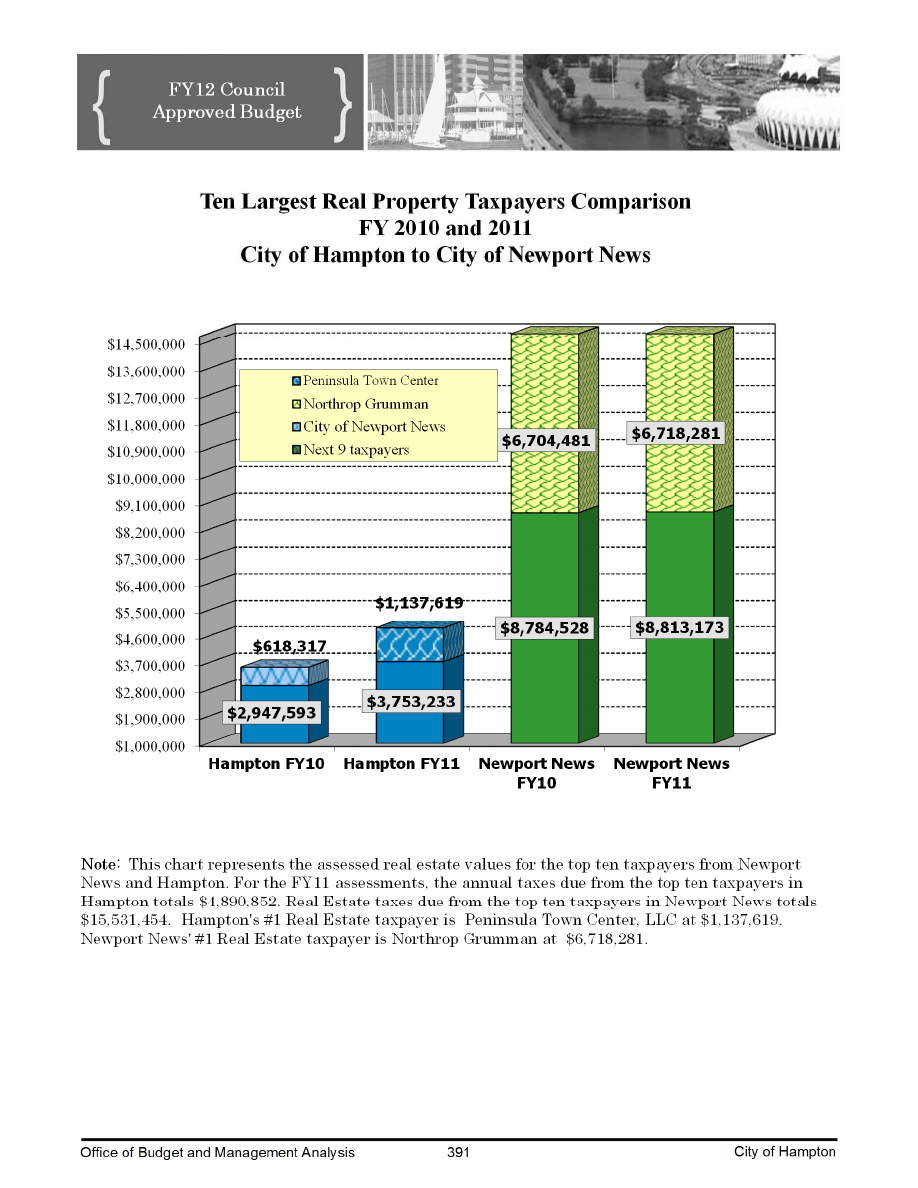 FY12 Council
Approved Budget
Ten Largest Real Property Taxpayers Comparison
FY 2010 and 2011
City of Hampton to City of Newport News
$14,500,000
$13,600,000
$12,700,000
$11,800,000
$10,900,000
$10,000,000
$9,100,000
$8,200,000
$7,300,000
$6,400,000
$5,500,000
$4,600,000
$3,700,000
$2,800,000
$1,900,000
$1,000,000
Peninsula Town Center
Northrop Grumman
City of Newport News
Next 9 taxpayers
$618,317
$2,947,593
$1,137,619
$3,753,233
$6,704,481
$8,784,528
$6,718,281
$8,813,173
Hampton FY10
Hampton FY11
Newport News
FY10
Newport News
FY11
Note: This chart represents the assessed real estate values for the top ten taxpayers from Newport
News and Hampton. For the FY11 assessments, the annual taxes due from the top ten taxpayers in
Hampton totals $4,890,852. Real Estate taxes due from the top ten taxpayers in Newport News totals
$15,531,454. Hampton's #1 Real Estate taxpayer is Peninsula Town Center, LLC at $1,137,619.
Newport News' #1 Real Estate taxpayer is Northrop Grumman at $6,718,281.
Office of Budget and Management Analysis 391 City of Hampton